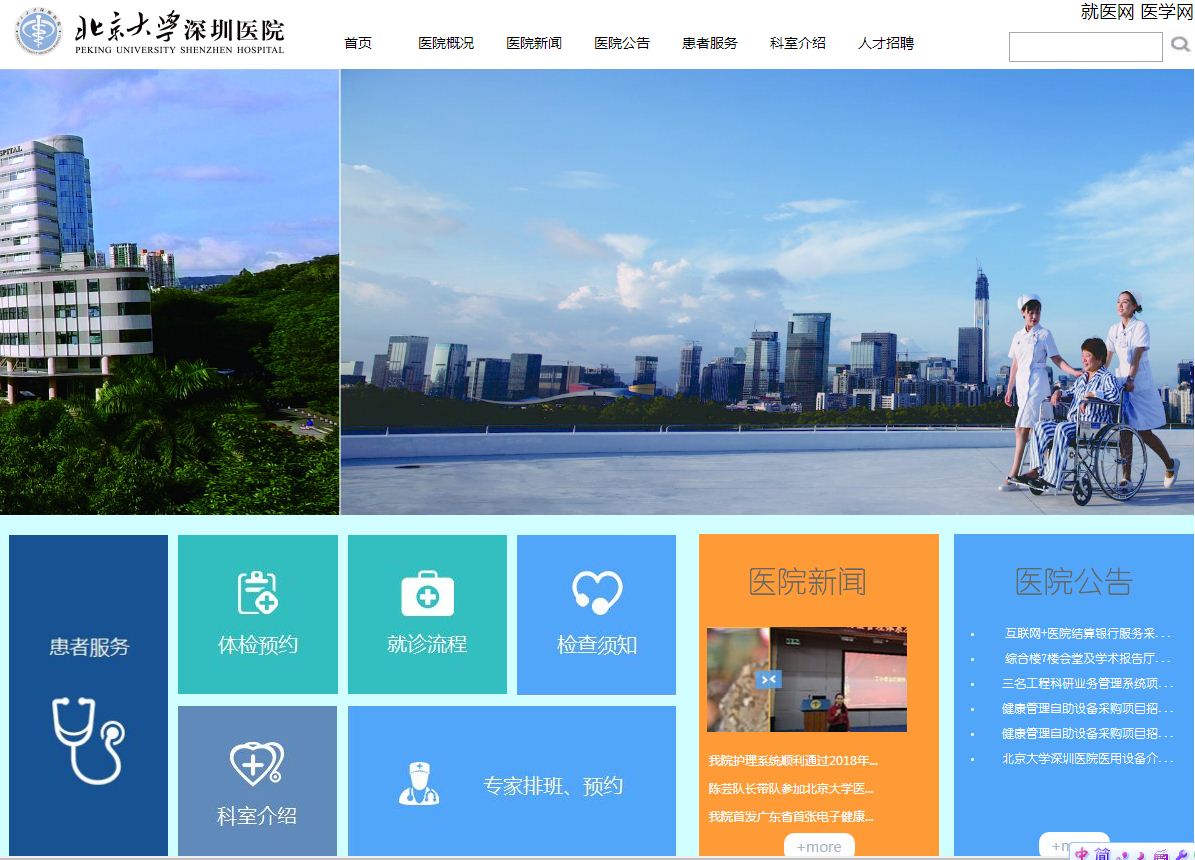 就医网 医学网
北京大学深圳医院
PEKING UNIVERSITY SHENZHEN HOSPITAL
首页 医院概况 医院新闻 医院公告 患者服务 科室介绍 人才招聘
患者服务
体检预约
就诊流程
检查须知
科室介绍
专家排班、预约
医院新闻
我院护理系统顺利通过2018年...
陈芸队长带队参加北京大学医...
我院首发广东省首张电子健康...
+more
医院公告
互联网+医院结算银行服务采...
综合楼7楼会堂及学术报告厅...
三名工程科研业务管理系统项...
健康管理自助设备采购项目招...
健康管理自助设备采购项目招...
北京大学深圳医院医用设备介...
中 简